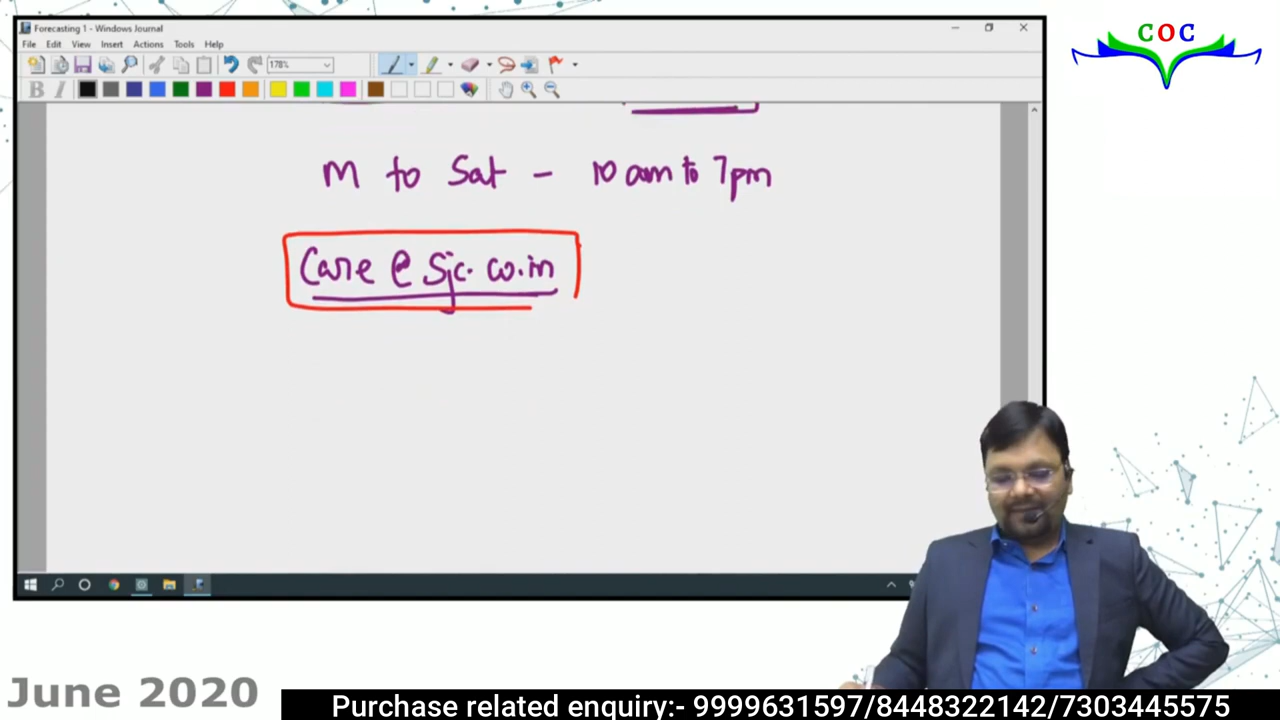 Forecasting 1 - Windows Journal
COC
File Edit View Insert Actions Tools Help
178%
B I
M to Sat - 10 am to 7pm
Care @ Sjc. co.in
June 2020
Purchase related enquiry:- 9999631597/8448322142/7303445575